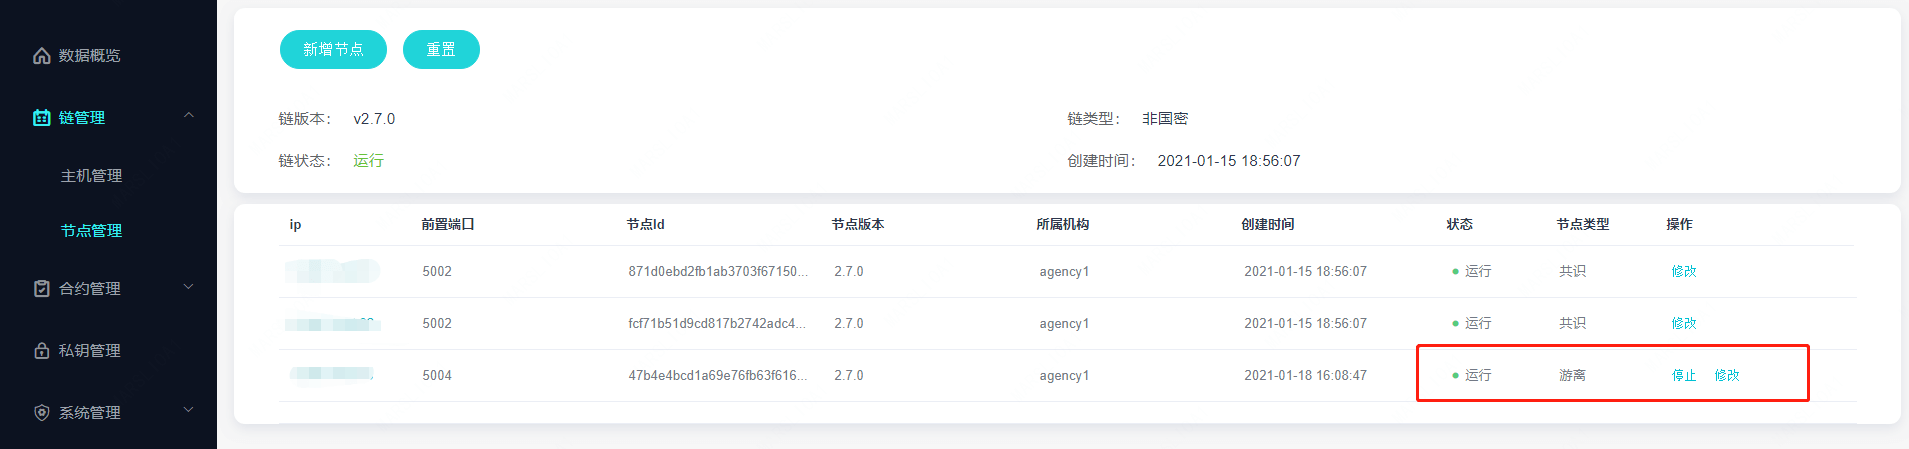 数据概览
链管理
主机管理
节点管理
合约管理
私钥管理
系统管理
新增节点 重置
链版本： v2.7.0 链类型： 非国密
链状态： 运行 创建时间： 2021-01-15 18:56:07
ip 前置端口 节点Id 节点版本 所属机构 创建时间 状态 节点类型 操作
5002 871d0ebd2fb1ab3703f67150... 2.7.0 agency1 2021-01-15 18:56:07 运行 共识 修改
5002 fcf71b51d9cd817b2742adc4... 2.7.0 agency1 2021-01-15 18:56:07 运行 共识 修改
5004 47b4e4bcd1a69e76fb63f616... 2.7.0 agency1 2021-01-18 16:08:47 运行 游离 停止 修改